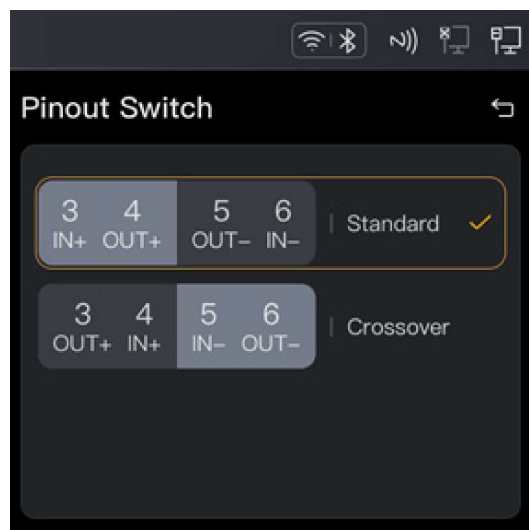 Pinout Switch
3 4 5 6 | Standard
IN+ OUT+ OUT– IN–
3 4 5 6 | Crossover
OUT+ IN+ IN– OUT–